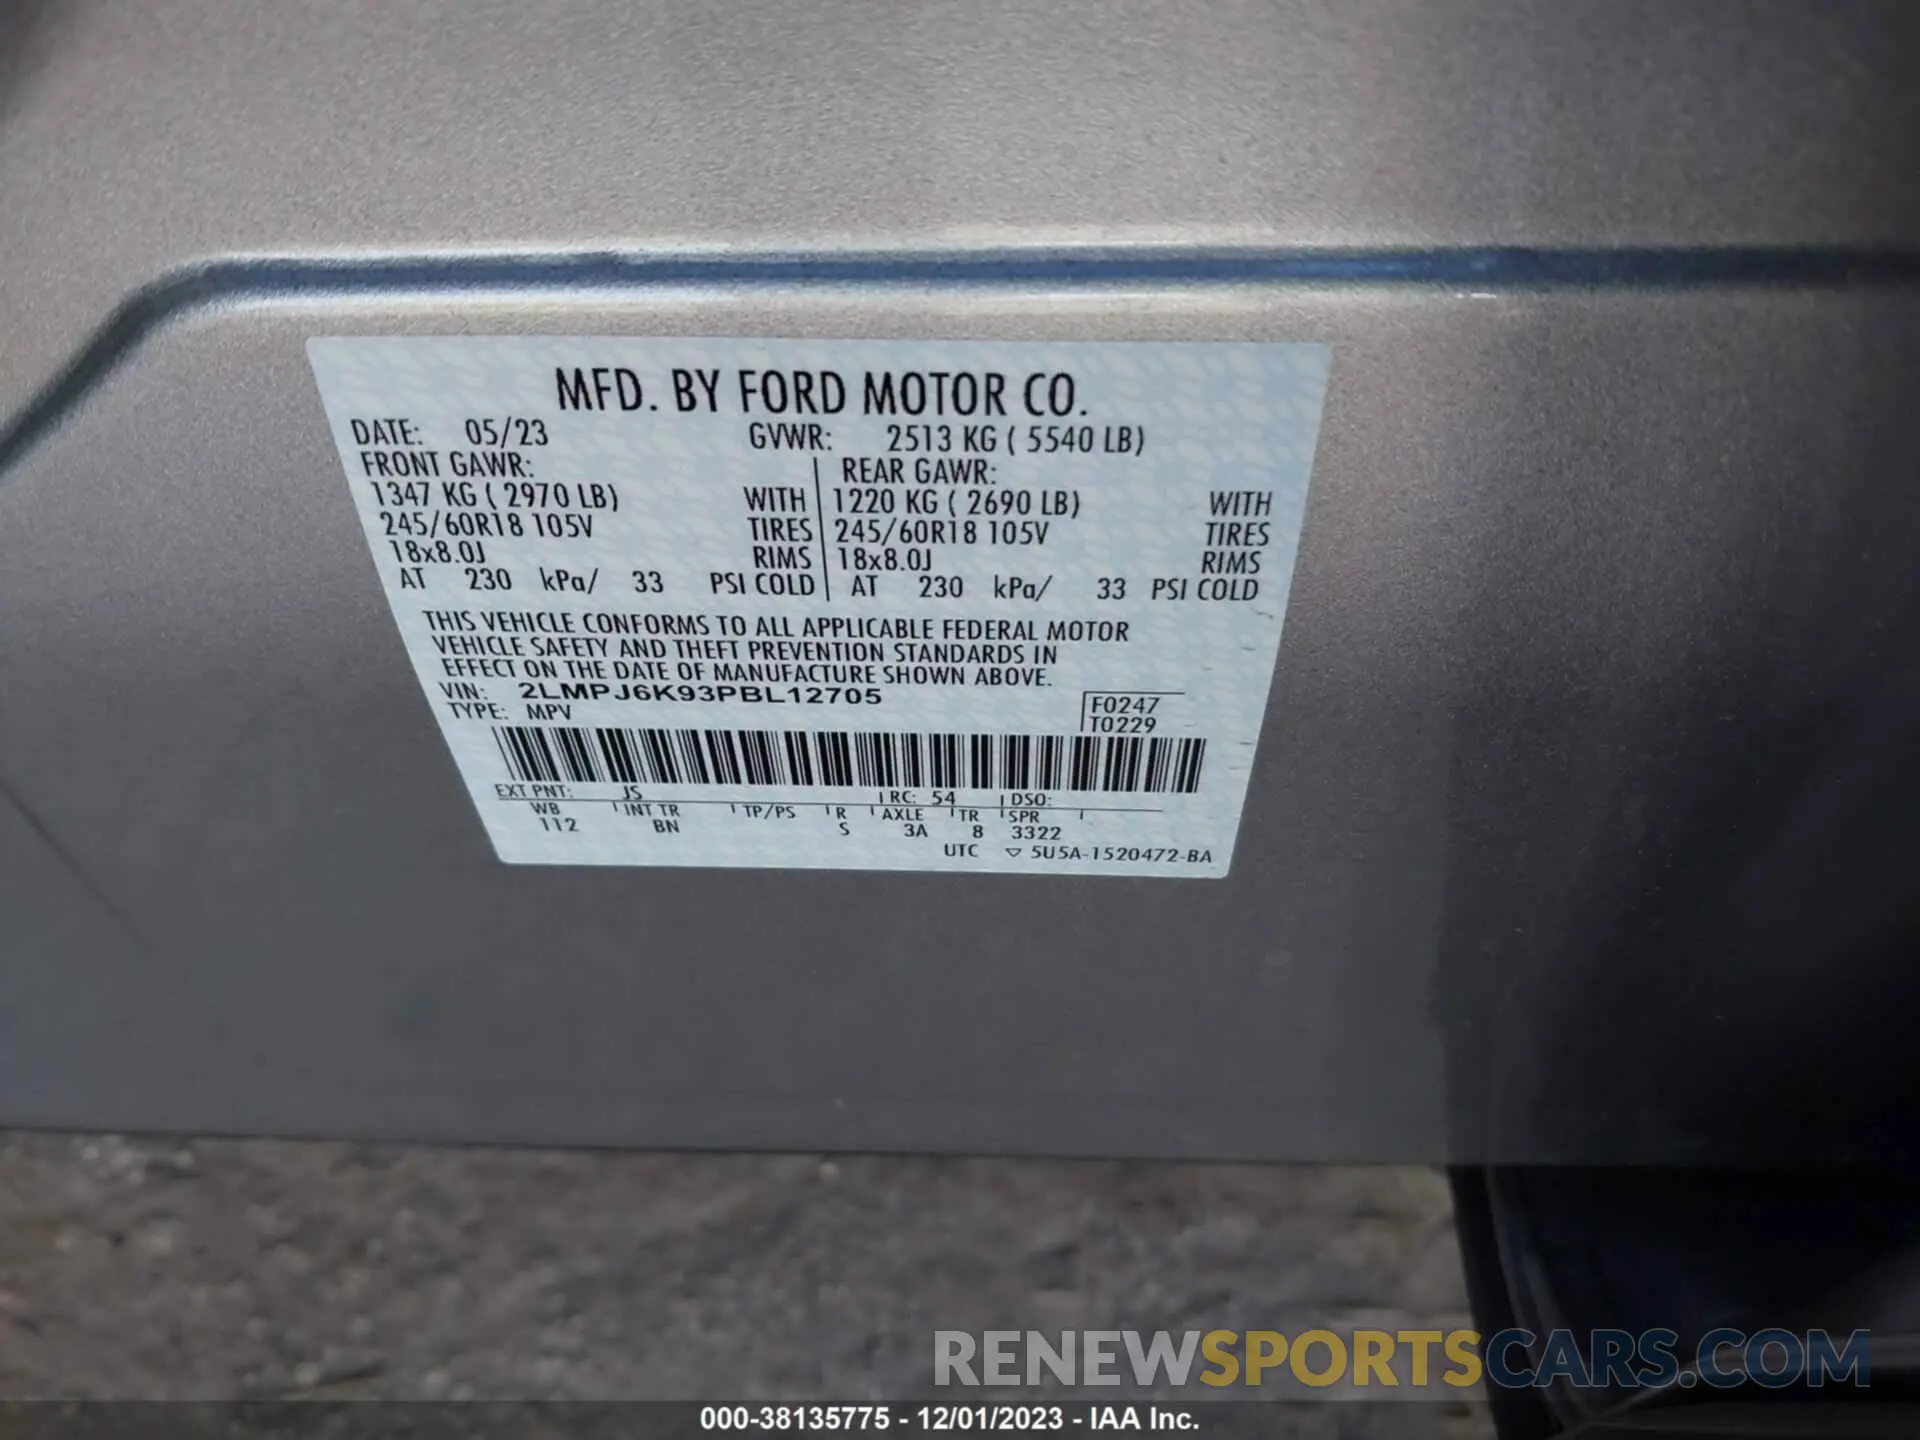 MFD. BY FORD MOTOR CO.
DATE: 05/23 GVWR: 2513 KG ( 5540 LB)
FRONT GAWR: REAR GAWR:
1347 KG ( 2970 LB) WITH 1220 KG ( 2690 LB) WITH
245/60R18 105V TIRES 245/60R18 105V TIRES
18x8.0J RIMS 18x8.0J RIMS
AT 230 kPa/ 33 PSI COLD AT 230 kPa/ 33 PSI COLD
THIS VEHICLE CONFORMS TO ALL APPLICABLE FEDERAL MOTOR
VEHICLE SAFETY AND THEFT PREVENTION STANDARDS IN
EFFECT ON THE DATE OF MANUFACTURE SHOWN ABOVE.
VIN: 2LMPJ6K93PBL12705 F0247
TYPE: MPV T0229
EXT PNT: JS RC: 54 DSO:
WB INT TR TP/PS R AXLE TR SPR
112 BN S 3A 8 3322
UTC ▽ 5U5A-1520472-BA
RENEWSPORTSCARS.COM
000-38135775 - 12/01/2023 - IAA Inc.